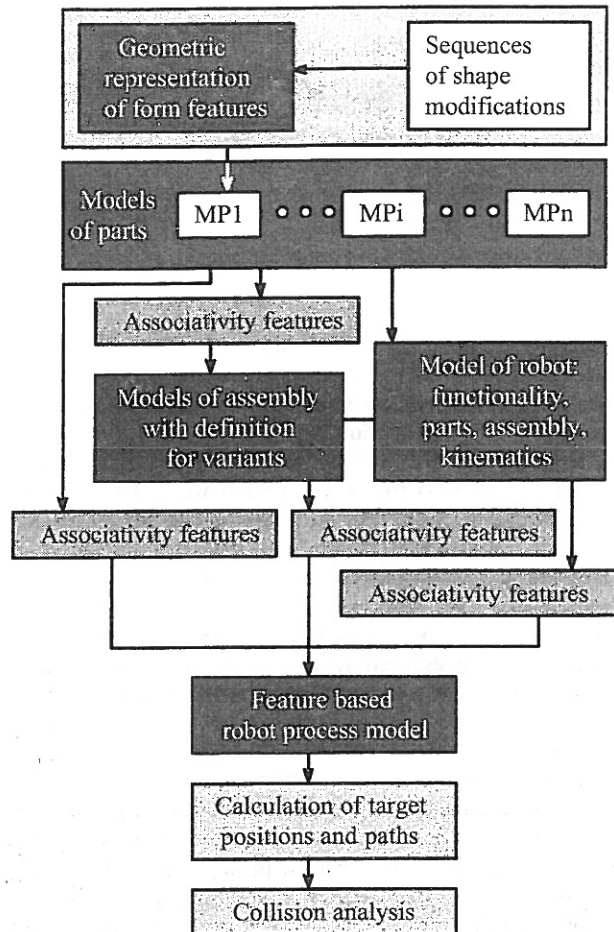 Geometric
representation
of form features
Sequences
of shape
modifications
Models
of parts
MP1
MPi
MPn
Associativity features
Models of assembly
with definition
for variants
Model of robot:
functionality,
parts, assembly,
kinematics
Associativity features
Associativity features
Associativity features
Feature based
robot process model
Calculation of target
positions and paths
Collision analysis